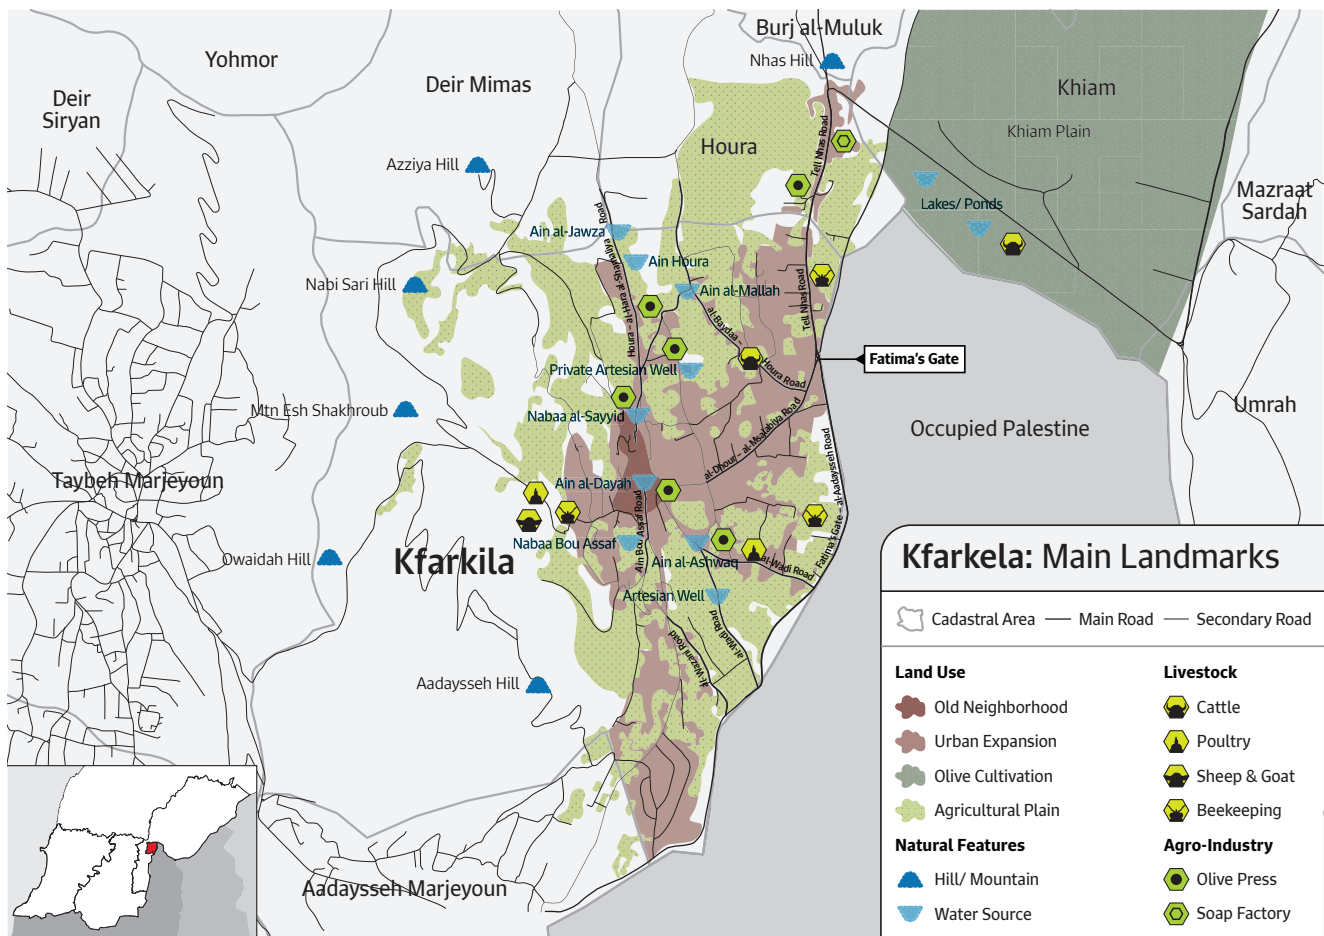 Burj al-Muluk
Nhas Hill
Yohmor
Deir Mimas
Deir
Siryan
Khiam
Khiam Plain
Houra
Tell Nhas Road
Azziya Hill
Lakes/ Ponds
Mazraat
Sardah
Ain al-Jawza
Houra – al-Hara al-Shamaliya Road
Ain Houra
Nabi Sari Hill
Ain al-Mallah
Tell Nhas Road
al-Baydaa – Houra Road
Fatima's Gate
Private Artesian Well
Mtn Esh Shakhroub
Nabaa al-Sayyid
Umrah
Occupied Palestine
al-Dhour – al-Msalabiya Road
Fatima's Gate – al-Aadaysseh Road
Taybeh Marjeyoun
Ain al-Dayah
Ain Bou Assaf Road
Nabaa Bou Assaf
Owaidah Hill
Kfarkila
Ain al-Ashwaq
al-Wadi Road
Artesian Well
al-Wadi Road
al-Wazani Road
Aadaysseh Hill
Aadaysseh Marjeyoun
Kfarkela: Main Landmarks
Cadastral Area
Main Road
Secondary Road
Land Use
Old Neighborhood
Urban Expansion
Olive Cultivation
Agricultural Plain
Natural Features
Hill/ Mountain
Water Source
Livestock
Cattle
Poultry
Sheep & Goat
Beekeeping
Agro-Industry
Olive Press
Soap Factory